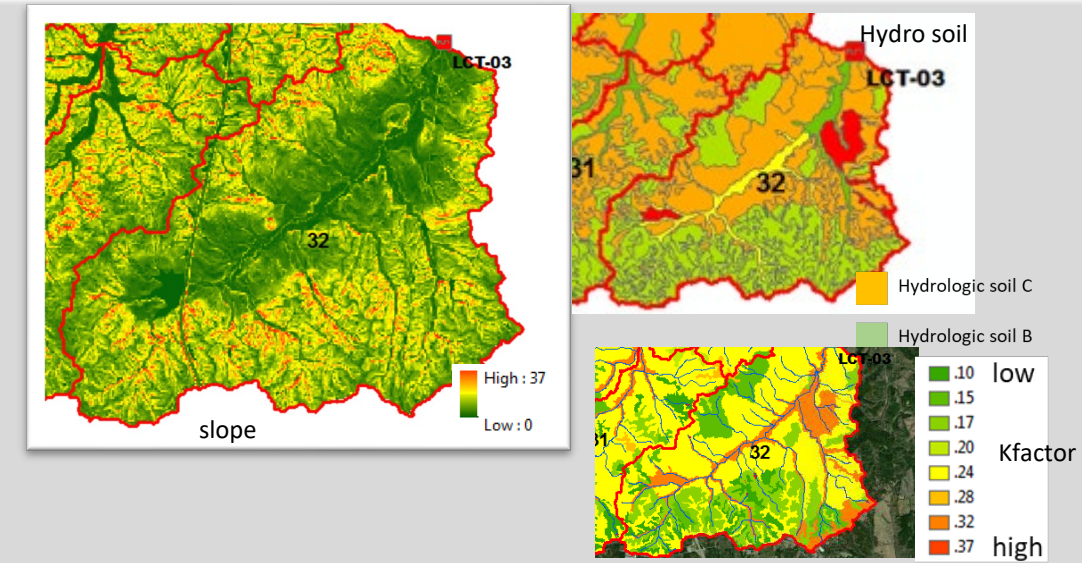 LCT-03
32
High : 37
Low : 0
slope
Hydro soil
LCT-03
31
32
Hydrologic soil C
Hydrologic soil B
LCT-03
31
32
.10 low
.15
.17
.20
Kfactor
.24
.28
.32
.37 high